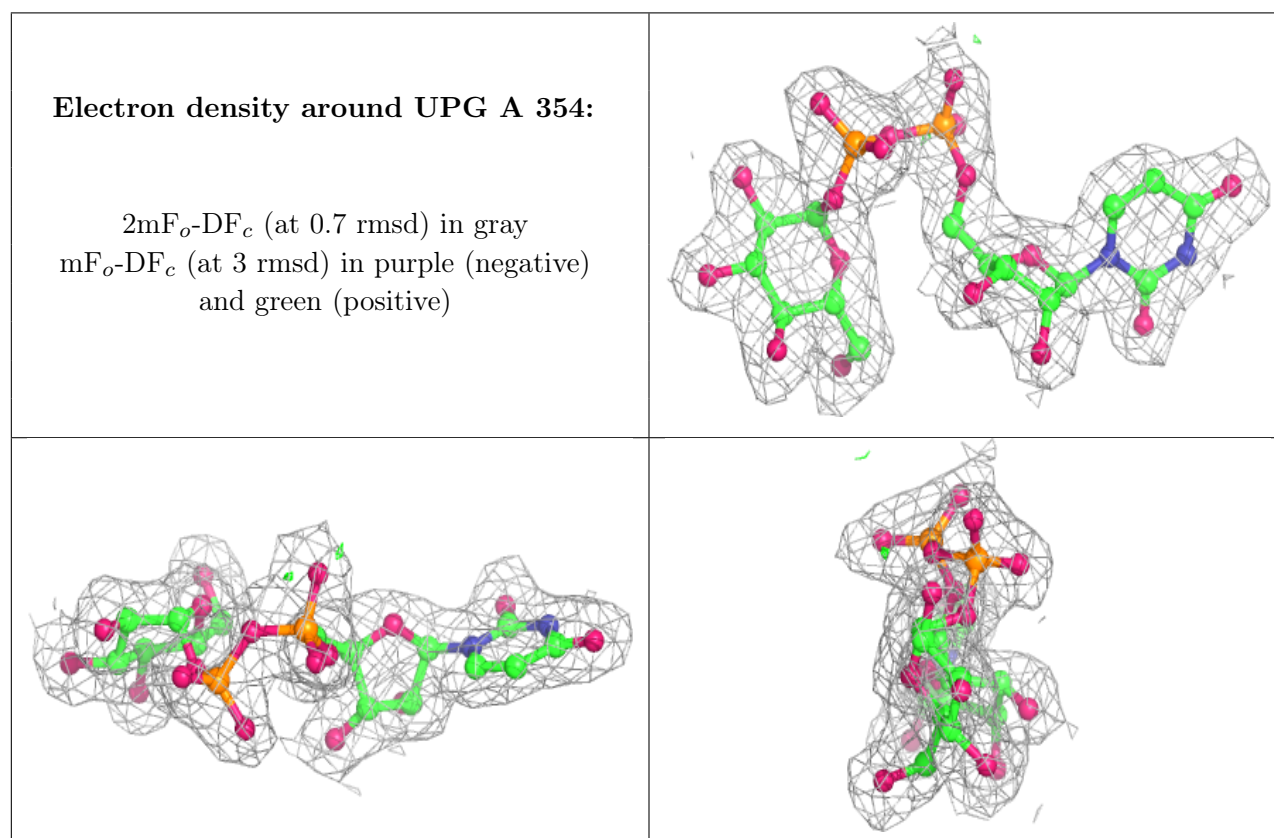 Electron density around UPG A 354:
2mFo-DFc (at 0.7 rmsd) in gray
mFo-DFc (at 3 rmsd) in purple (negative)
and green (positive)